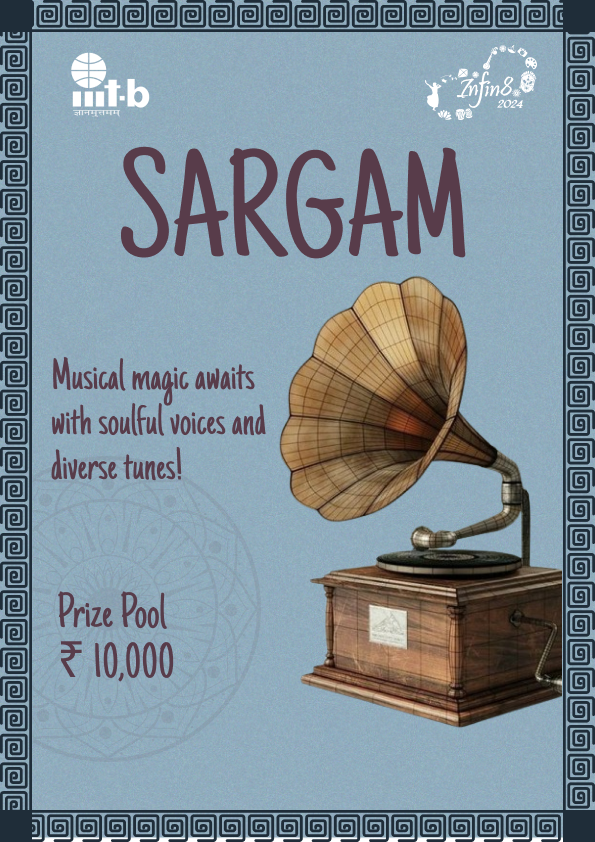 iiit-b
ज्ञानमुत्तमम्
Infin8
2024
SARGAM
Musical magic awaits
with soulful voices and
diverse tunes!
Prize Pool
₹ 10,000